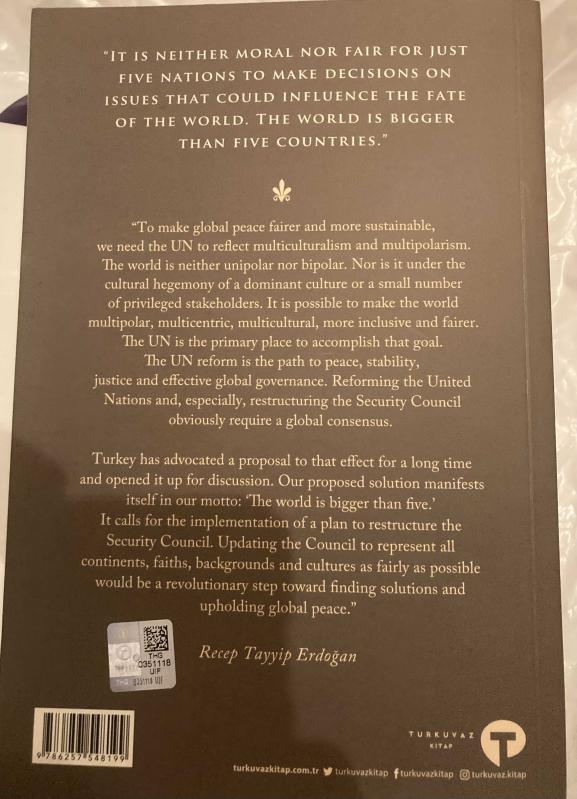 “IT IS NEITHER MORAL NOR FAIR FOR JUST
FIVE NATIONS TO MAKE DECISIONS ON
ISSUES THAT COULD INFLUENCE THE FATE
OF THE WORLD. THE WORLD IS BIGGER
THAN FIVE COUNTRIES.”
“To make global peace fairer and more sustainable,
we need the UN to reflect multiculturalism and multipolarism.
The world is neither unipolar nor bipolar. Nor is it under the
cultural hegemony of a dominant culture or a small number
of privileged stakeholders. It is possible to make the world
multipolar, multicentric, multicultural, more inclusive and fairer.
The UN is the primary place to accomplish that goal.
The UN reform is the path to peace, stability,
justice and effective global governance. Reforming the United
Nations and, especially, restructuring the Security Council
obviously require a global consensus.
Turkey has advocated a proposal to that effect for a long time
and opened it up for discussion. Our proposed solution manifests
itself in our motto: ‘The world is bigger than five.’
It calls for the implementation of a plan to restructure the
Security Council. Updating the Council to represent all
continents, faiths, backgrounds and cultures as fairly as possible
would be a revolutionary step toward finding solutions and
upholding global peace.”
Recep Tayyip Erdoğan
THG
0351118
UIF
9 786257 548199
TURKUVAZ
KİTAP
turkuvazkitap.com.tr turkuvazkitap turkuvazkitap turkuvaz.kitap